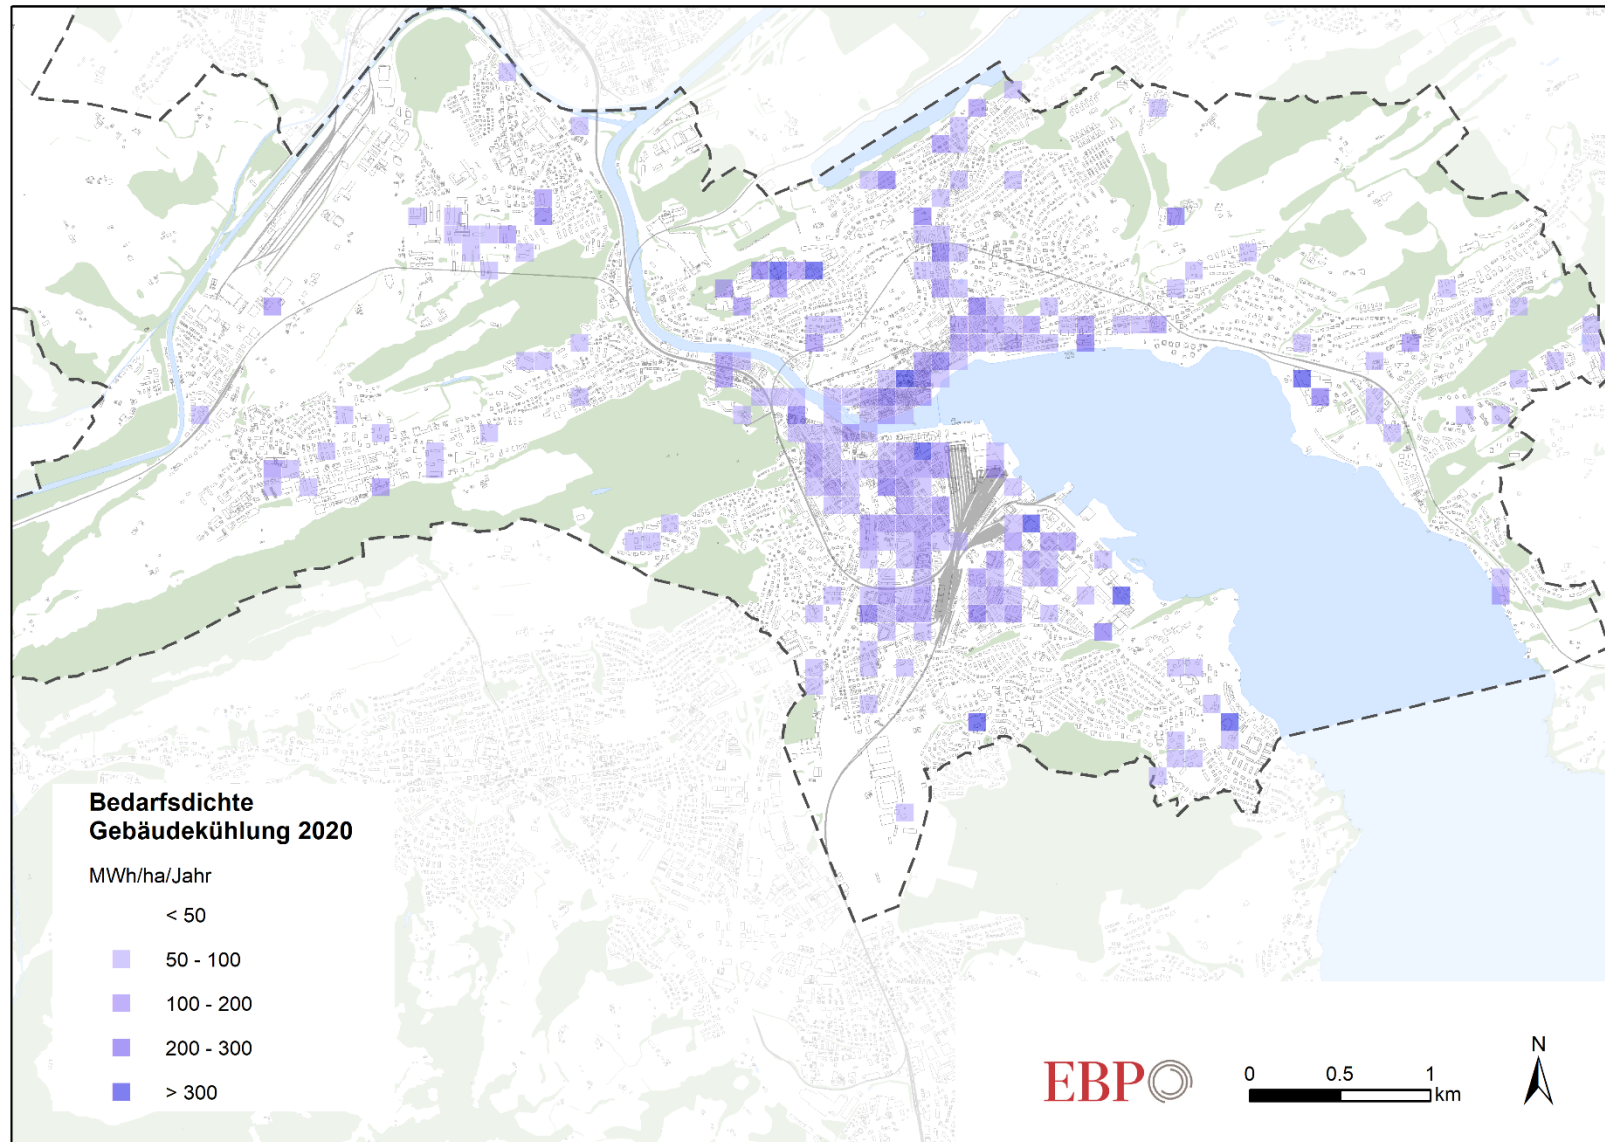 Bedarfsdichte
Gebäudekühlung 2020
MWh/ha/Jahr
< 50
50 - 100
100 - 200
200 - 300
> 300
EBP
0 0.5 1
km
N